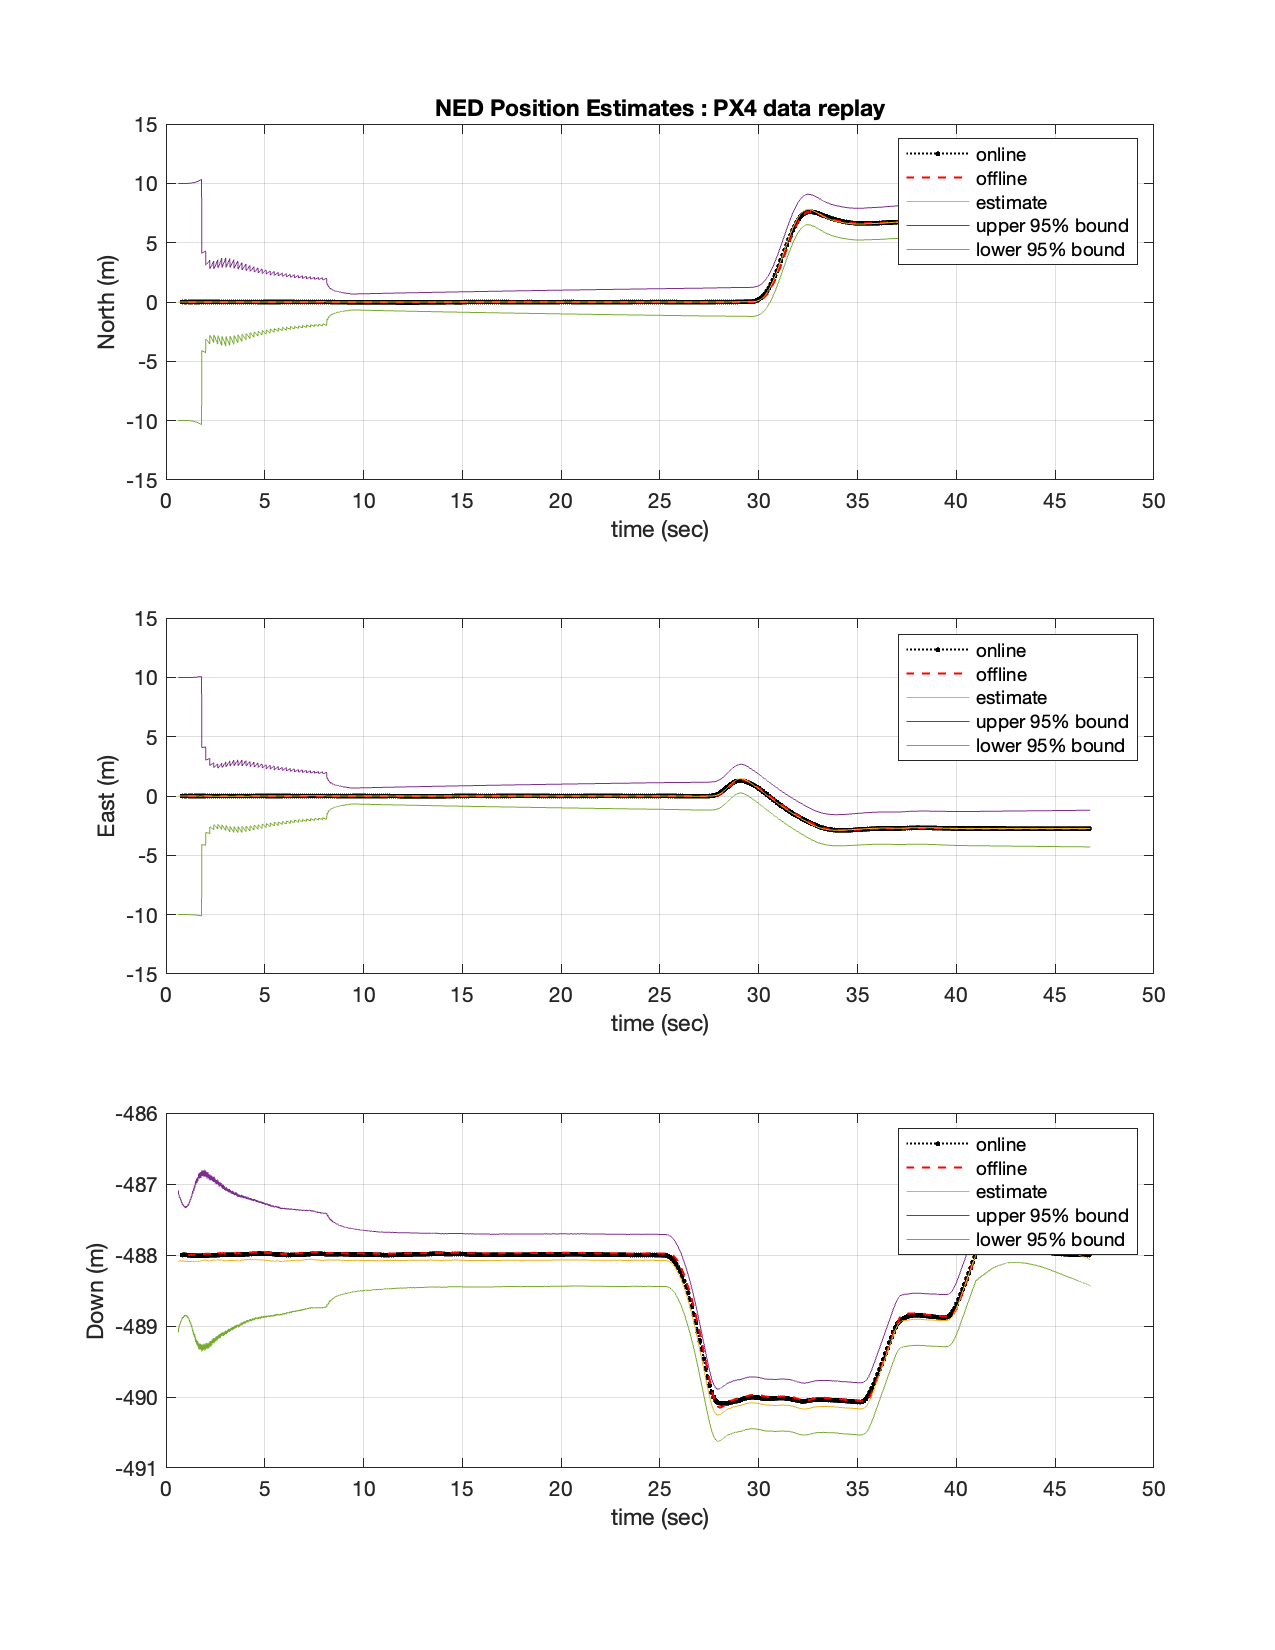 NED Position Estimates : PX4 data replay
15
10
5
0
-5
-10
-15
North (m)
online
offline
estimate
upper 95% bound
lower 95% bound
0 5 10 15 20 25 30 35 40 45 50
time (sec)
15
10
5
0
-5
-10
-15
East (m)
online
offline
estimate
upper 95% bound
lower 95% bound
0 5 10 15 20 25 30 35 40 45 50
time (sec)
-486
-487
-488
-489
-490
-491
Down (m)
online
offline
estimate
upper 95% bound
lower 95% bound
0 5 10 15 20 25 30 35 40 45 50
time (sec)